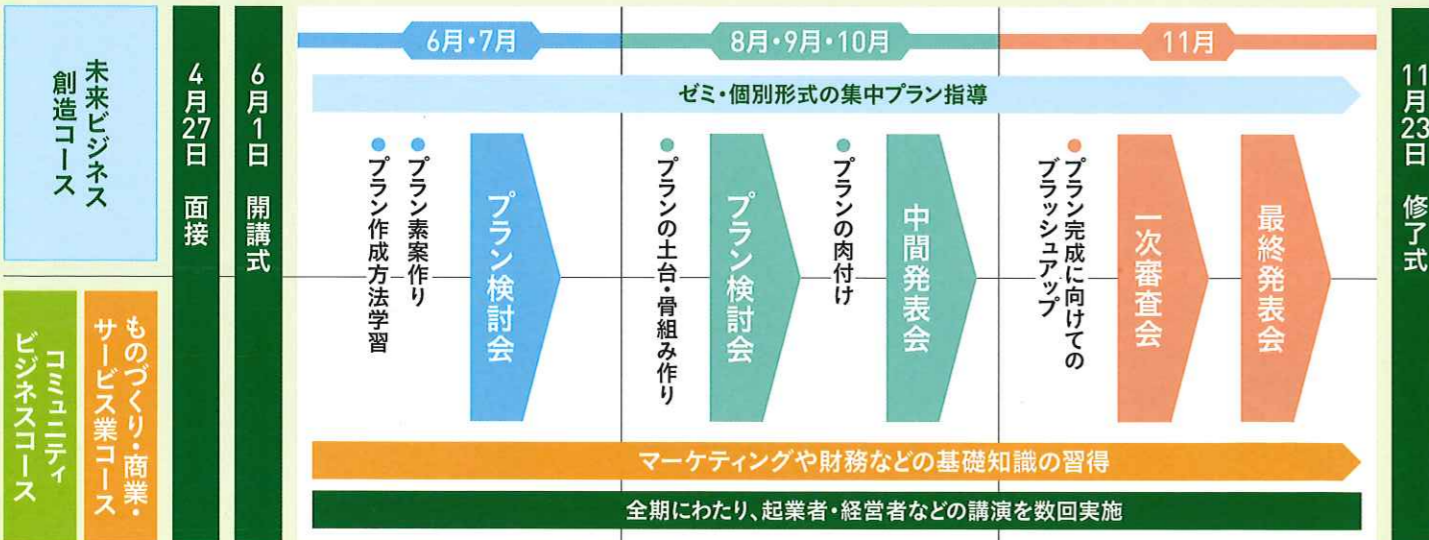 未来ビジネス
創造コース
コミュニティ
ビジネスコース
ものづくり・商業・
サービス業コース
4月27日 面接
6月1日 開講式
6月・7月
8月・9月・10月
11月
ゼミ・個別形式の集中プラン指導
●プラン作成方法学習
●プラン素案作り
プラン検討会
●プランの土台・骨組み作り
プラン検討会
●プランの肉付け
中間発表会
●プラン完成に向けての
ブラッシュアップ
一次審査会
最終発表会
マーケティングや財務などの基礎知識の習得
全期にわたり、起業者・経営者などの講演を数回実施
11月23日 修了式